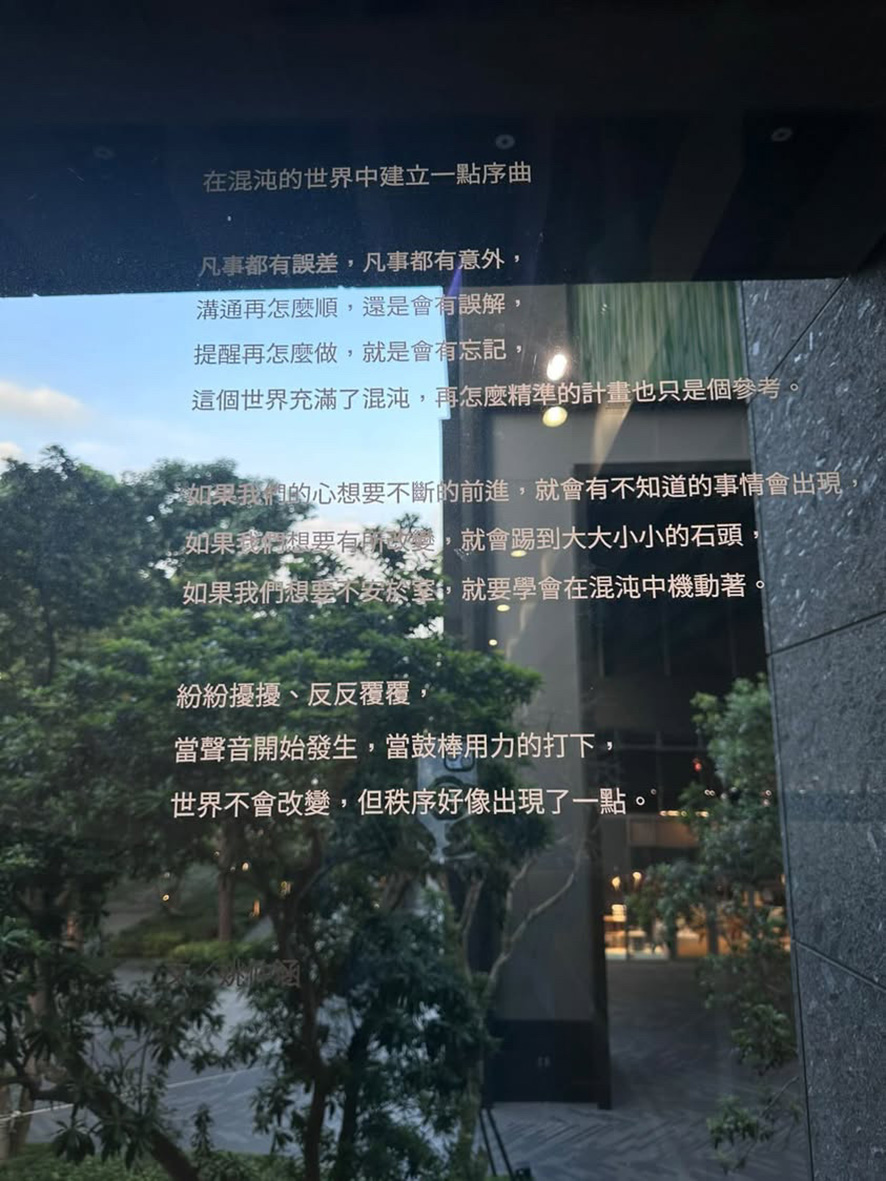 在混沌的世界中建立一點序曲
凡事都有誤差，凡事都有意外，
溝通再怎麼順，還是會有誤解，
提醒再怎麼做，就是會有忘記，
這個世界充滿了混沌，再怎麼精準的計畫也只是個參考。
如果我們的心想要不斷的前進，就會有不知道的事情會出現，
如果我們想要有所改變，就會踢到大大小小的石頭，
如果我們想要不安於室，就要學會在混沌中機動著。
紛紛擾擾、反反覆覆，
當聲音開始發生，當鼓棒用力的打下，
世界不會改變，但秩序好像出現了一點。